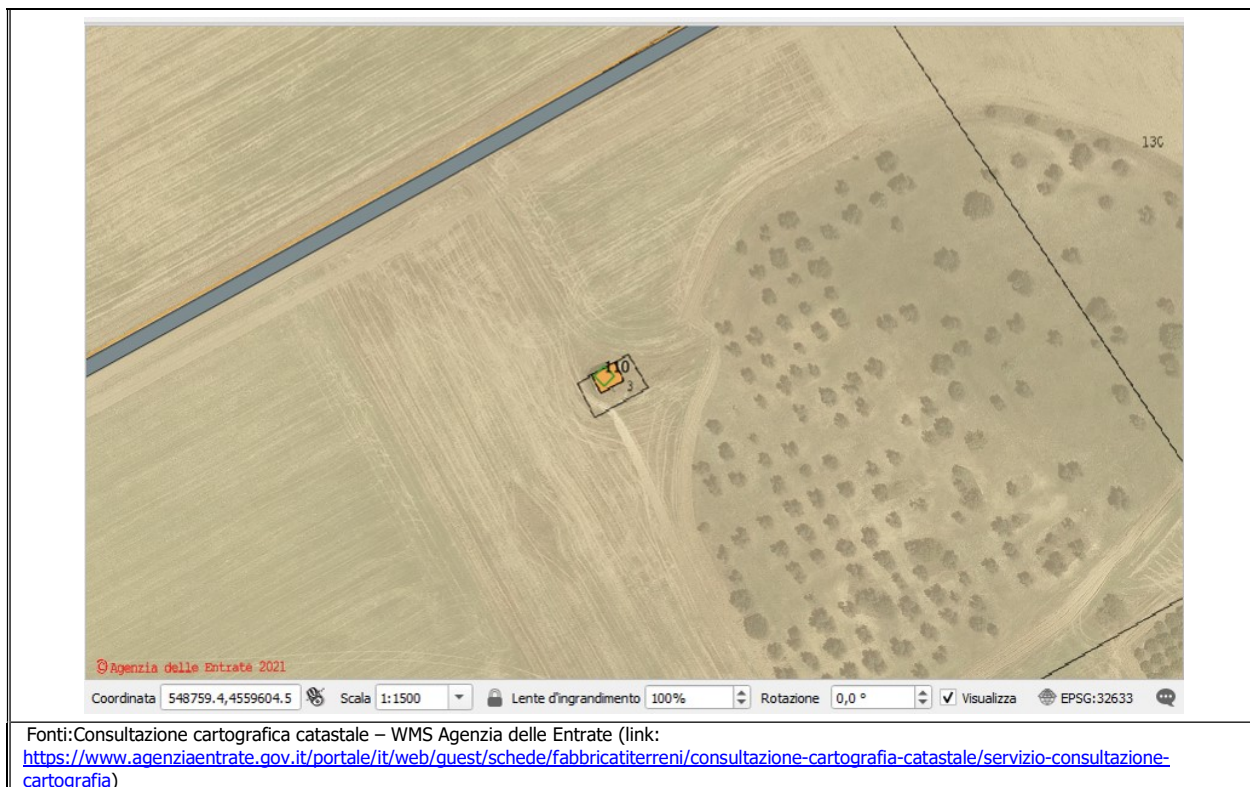 130
110
3
© Agenzia delle Entrate 2021
Coordinata 548759.4,4559604.5 Scala 1:1500 Lente d'ingrandimento 100% Rotazione 0,0 ° Visualizza EPSG:32633
Fonti:Consultazione cartografica catastale – WMS Agenzia delle Entrate (link:
https://www.agenziaentrate.gov.it/portale/it/web/guest/schede/fabbricatiterreni/consultazione-cartografia-catastale/servizio-consultazione-
cartografia)